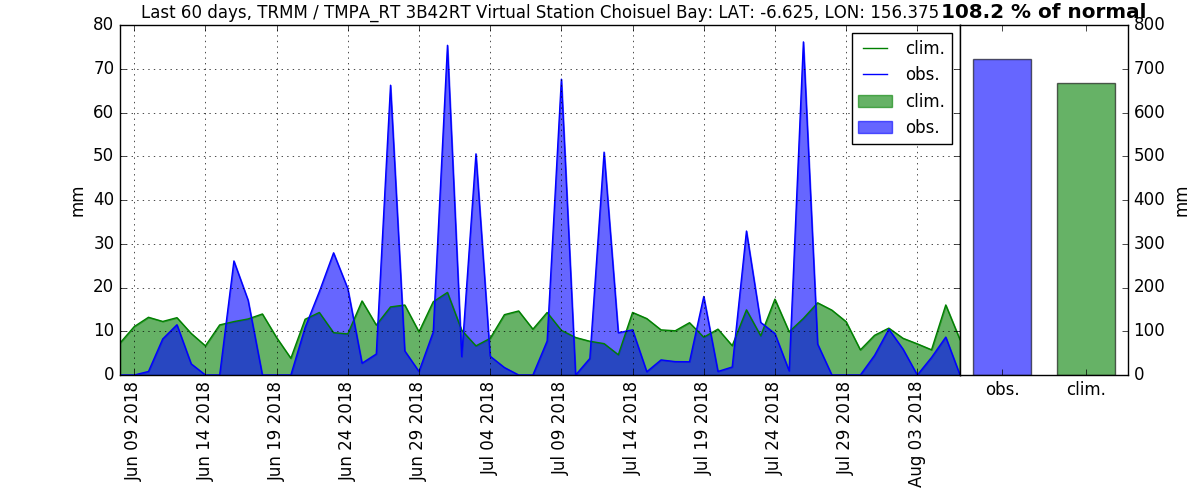 Last 60 days, TRMM / TMPA_RT 3B42RT Virtual Station Choisuel Bay: LAT: -6.625, LON: 156.375
108.2 % of normal
80
70
60
50
40
30
20
10
0
mm
clim.
obs.
clim.
obs.
Jun 09 2018
Jun 14 2018
Jun 19 2018
Jun 24 2018
Jun 29 2018
Jul 04 2018
Jul 09 2018
Jul 14 2018
Jul 19 2018
Jul 24 2018
Jul 29 2018
Aug 03 2018
800
700
600
500
400
300
200
100
0
mm
obs.
clim.